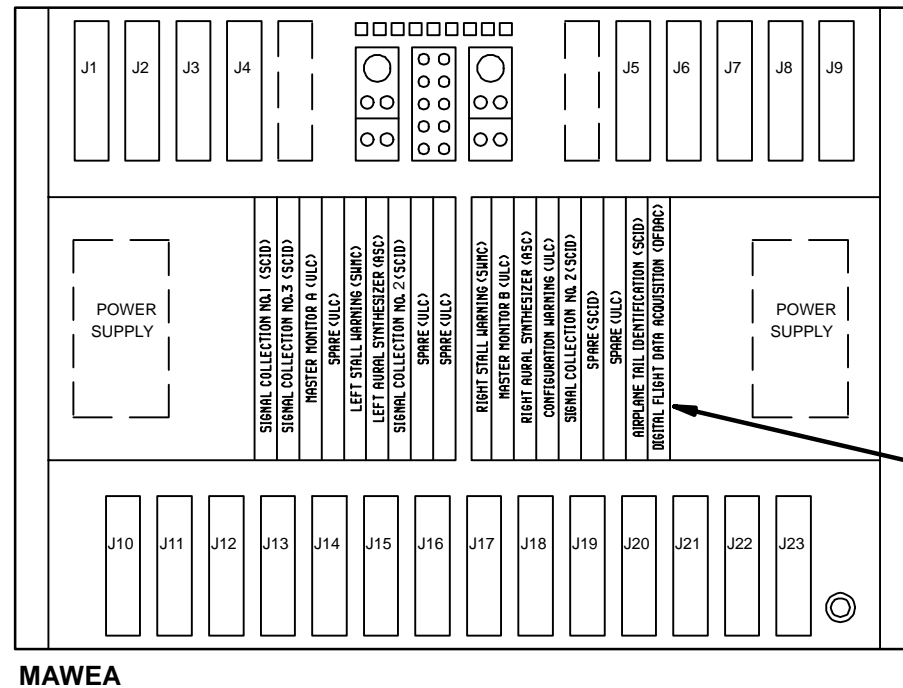 J1
J2
J3
J4
J5
J6
J7
J8
J9
POWER
SUPPLY
SIGNAL COLLECTION NO.1 (SCID)
SIGNAL COLLECTION NO.3 (SCID)
MASTER MONITOR A (ULC)
SPARE (ULC)
LEFT STALL WARNING (SWMC)
LEFT AURAL SYNTHESIZER (ASC)
SIGNAL COLLECTION NO. 2 (SCID)
SPARE (ULC)
SPARE (ULC)
RIGHT STALL WARNING (SWMC)
MASTER MONITOR B (ULC)
RIGHT AURAL SYNTHESIZER (ASC)
CONFIGURATION WARNING (ULC)
SIGNAL COLLECTION NO. 2 (SCID)
SPARE (SCID)
SPARE (ULC)
AIRPLANE TAIL IDENTIFICATION (SCID)
DIGITAL FLIGHT DATA ACQUISITION (DFDAC)
POWER
SUPPLY
J10
J11
J12
J13
J14
J15
J16
J17
J18
J19
J20
J21
J22
J23
MAWEA